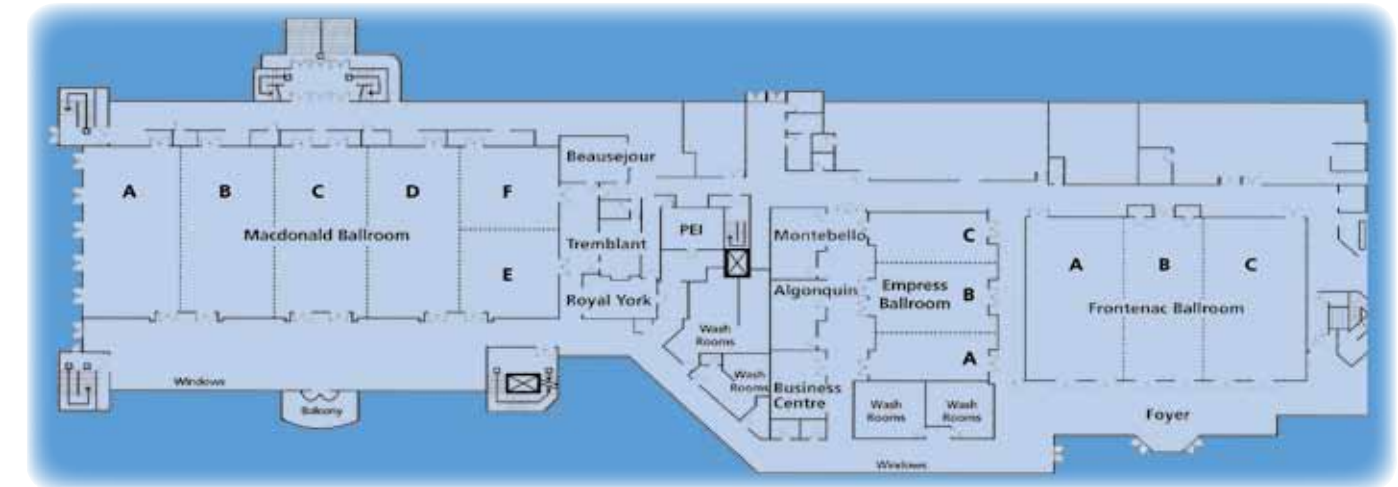 A
B
C
D
F
Macdonald Ballroom
E
Windows
Balcony
Beausejour
Tremblant
Royal York
PEI
Wash
Rooms
Wash
Rooms
Montebello
Algonquin
Business
Centre
C
Empress
Ballroom
B
A
Wash
Rooms
Wash
Rooms
Windows
A
B
C
Frontenac Ballroom
Foyer